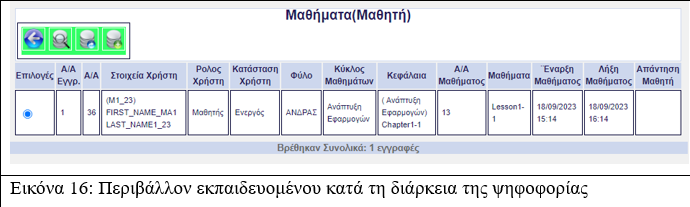 Μαθήματα(Μαθητή)
Επιλογές Α/Α Εγγρ. Α/Α Στοιχεία Χρήστη Ρολος Χρήστη Κατάσταση Χρήστη Φύλο Κύκλος Μαθημάτων Κεφάλαια Α/Α Μαθήματος Μαθήματα Έναρξη Μαθήματος Λήξη Μαθήματος Απάντηση Μαθητή
1 36 (M1_23) FIRST_NAME_MA1 LAST_NAME1_23 Μαθητής Ενεργός ΑΝΔΡΑΣ Ανάπτυξη Εφαρμογών ( Ανάπτυξη Εφαρμογών) Chapter1-1 13 Lesson1-1 18/09/2023 15:14 18/09/2023 16:14
Βρέθηκαν Συνολικά: 1 εγγραφές
Εικόνα 16: Περιβάλλον εκπαιδευομένου κατά τη διάρκεια της ψηφοφορίας